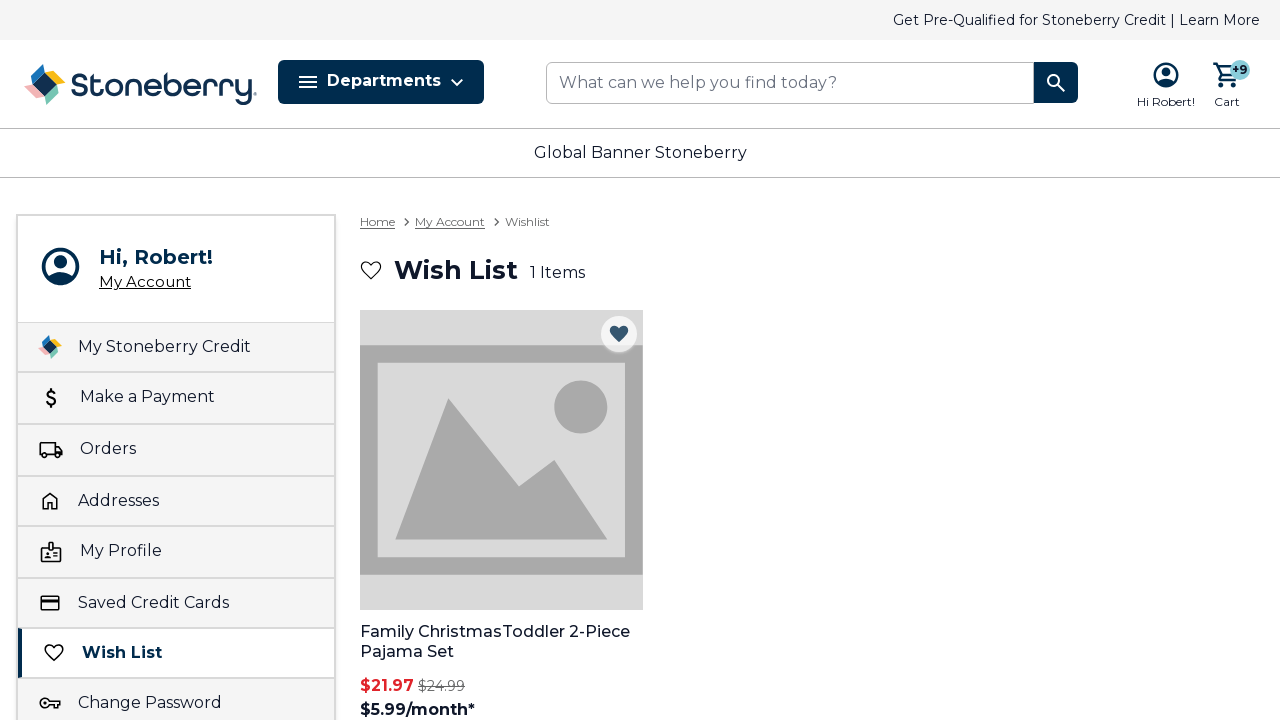 Get Pre-Qualified for Stoneberry Credit | Learn More
Stoneberry
Departments
What can we help you find today?
Hi Robert!
+9
Cart
Global Banner Stoneberry
Hi, Robert!
My Account
My Stoneberry Credit
Make a Payment
Orders
Addresses
My Profile
Saved Credit Cards
Wish List
Change Password
Home > My Account > Wishlist
Wish List 1 Items
Family ChristmasToddler 2-Piece
Pajama Set
$21.97 $24.99
$5.99/month*